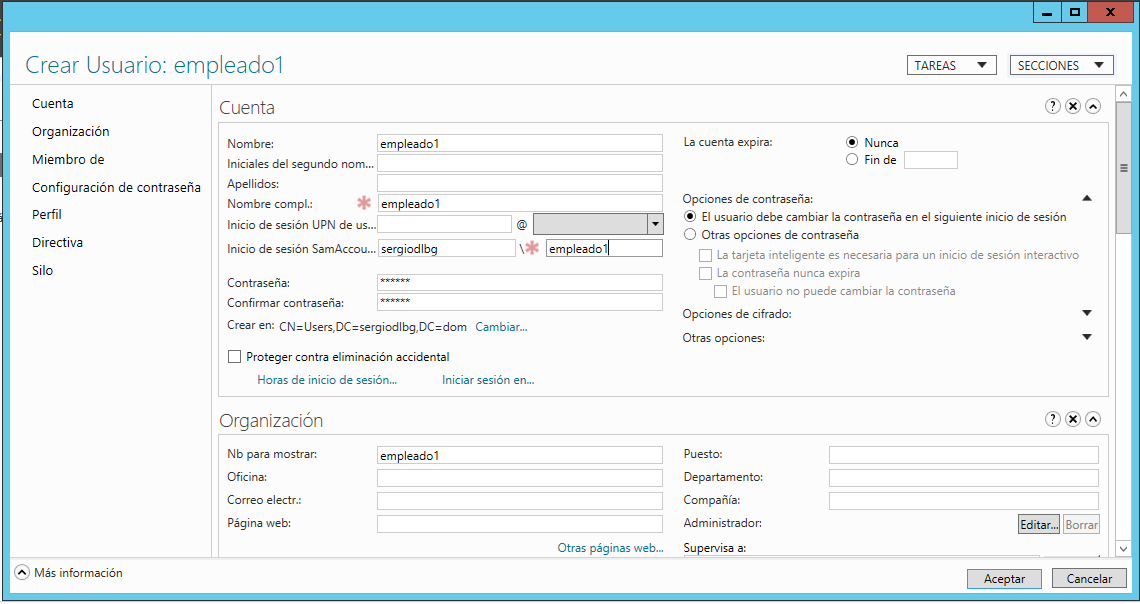 Crear Usuario: empleado1
TAREAS
SECCIONES
Cuenta
Organización
Miembro de
Configuración de contraseña
Perfil
Directiva
Silo
Cuenta
Nombre: empleado1
Iniciales del segundo nom...
Apellidos:
Nombre compl.: * empleado1
Inicio de sesión UPN de us... @
Inicio de sesión SamAccou... sergiodlbg \* empleado1
Contraseña: ******
Confirmar contraseña: ******
Crear en: CN=Users,DC=sergiodlbg,DC=dom Cambiar...
Proteger contra eliminación accidental
Horas de inicio de sesión... Iniciar sesión en...
La cuenta expira: Nunca
Fin de
Opciones de contraseña:
El usuario debe cambiar la contraseña en el siguiente inicio de sesión
Otras opciones de contraseña
La tarjeta inteligente es necesaria para un inicio de sesión interactivo
La contraseña nunca expira
El usuario no puede cambiar la contraseña
Opciones de cifrado:
Otras opciones:
Organización
Nb para mostrar: empleado1
Oficina:
Correo electr.:
Página web:
Otras páginas web...
Puesto:
Departamento:
Compañía:
Administrador: Editar... Borrar
Supervisa a:
Más información
Aceptar Cancelar